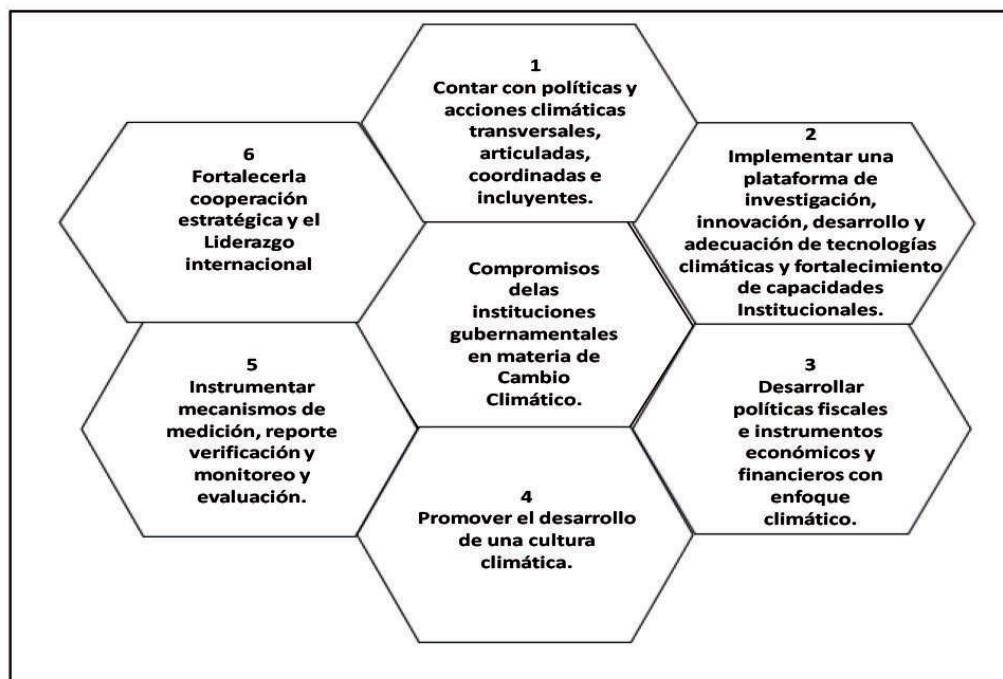 1
Contar con políticas y
acciones climáticas
transversales,
articuladas,
coordinadas e
incluyentes.
2
Implementar una
plataforma de
investigación,
innovación, desarrollo y
adecuación de tecnologías
climáticas y fortalecimiento
de capacidades
Institucionales.
3
Desarrollar
políticas fiscales
e instrumentos
económicos y
financieros con
enfoque
climático.
4
Promover el desarrollo
de una cultura
climática.
5
Instrumentar
mecanismos de
medición, reporte
verificación y
monitoreo y
evaluación.
6
Fortalecerla
cooperación
estratégica y el
Liderazgo
internacional
Compromisos
delas
instituciones
gubernamentales
en materia de
Cambio
Climático.